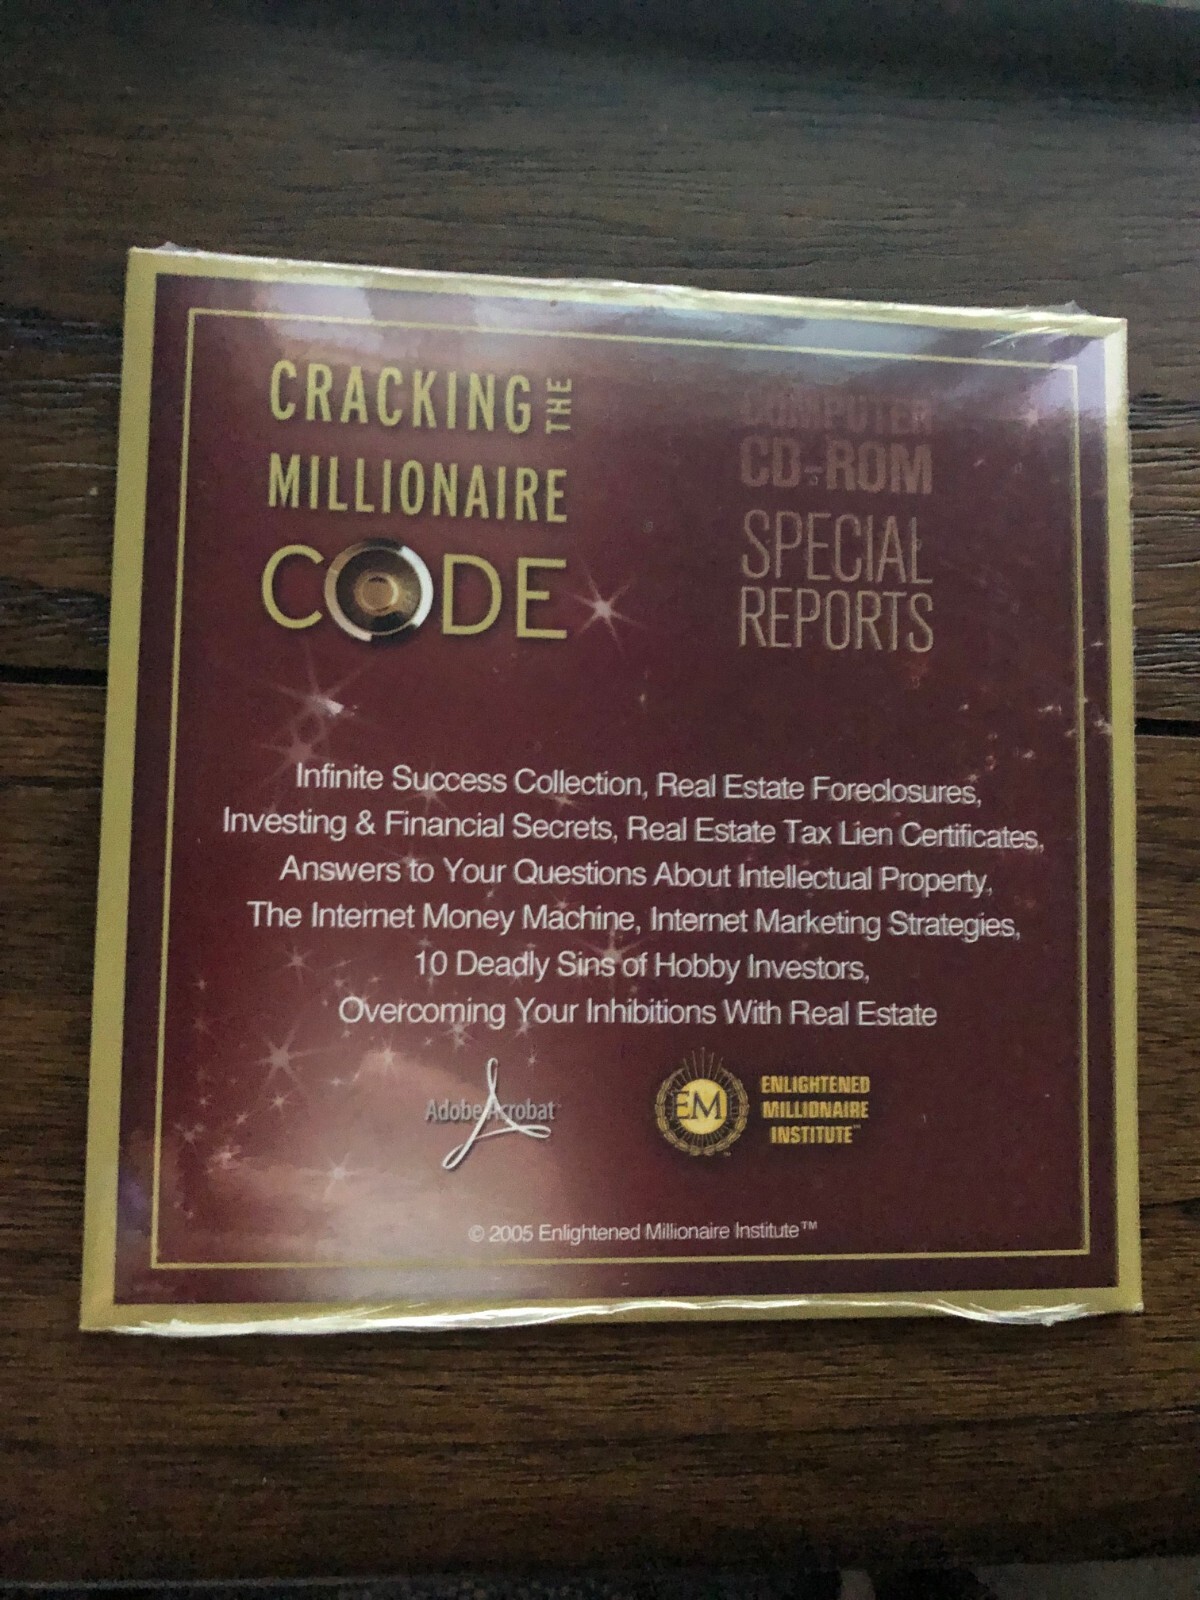 CRACKING THE
MILLIONAIRE
CODE
COMPUTER
CD-ROM
SPECIAL
REPORTS
Infinite Success Collection, Real Estate Foreclosures,
Investing & Financial Secrets, Real Estate Tax Lien Certificates,
Answers to Your Questions About Intellectual Property,
The Internet Money Machine, Internet Marketing Strategies,
10 Deadly Sins of Hobby Investors,
Overcoming Your Inhibitions With Real Estate
Adobe Acrobat
EM
ENLIGHTENED
MILLIONAIRE
INSTITUTE™
© 2005 Enlightened Millionaire Institute™